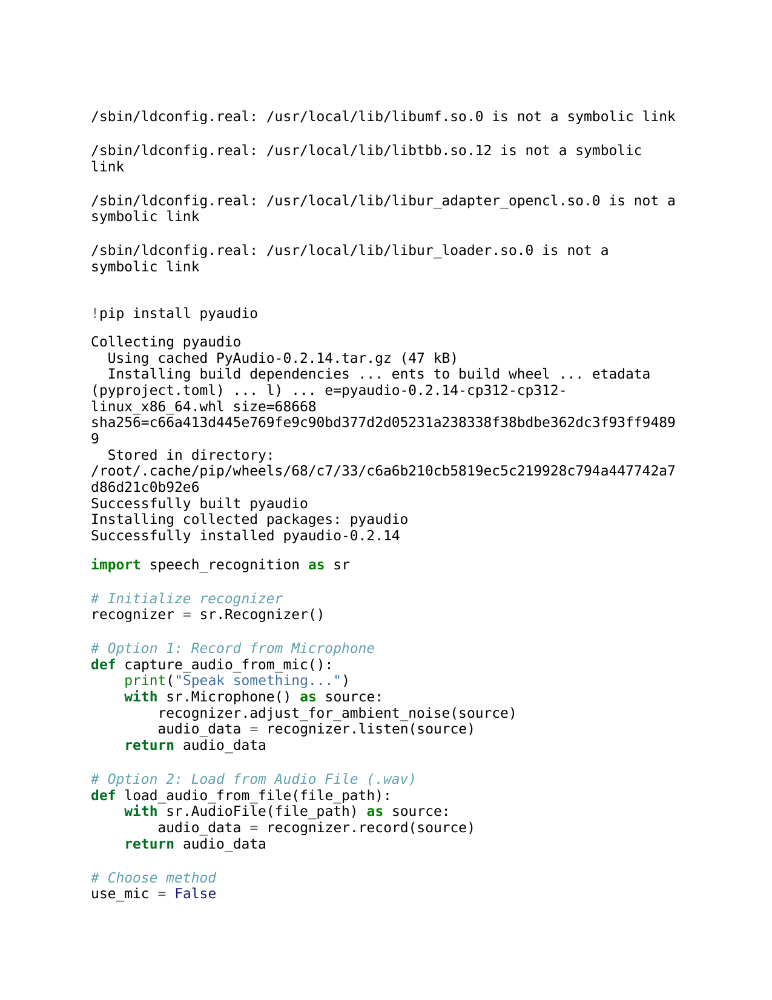 /sbin/ldconfig.real: /usr/local/lib/libumf.so.0 is not a symbolic link
/sbin/ldconfig.real: /usr/local/lib/libtbb.so.12 is not a symbolic
link
/sbin/ldconfig.real: /usr/local/lib/libur_adapter_opencl.so.0 is not a
symbolic link
/sbin/ldconfig.real: /usr/local/lib/libur_loader.so.0 is not a
symbolic link
!pip install pyaudio
Collecting pyaudio
  Using cached PyAudio-0.2.14.tar.gz (47 kB)
  Installing build dependencies ... ents to build wheel ... etadata
(pyproject.toml) ... l) ... e=pyaudio-0.2.14-cp312-cp312-
linux_x86_64.whl size=68668
sha256=c66a413d445e769fe9c90bd377d2d05231a238338f38bdbe362dc3f93ff9489
9
  Stored in directory:
/root/.cache/pip/wheels/68/c7/33/c6a6b210cb5819ec5c219928c794a447742a7
d86d21c0b92e6
Successfully built pyaudio
Installing collected packages: pyaudio
Successfully installed pyaudio-0.2.14
import speech_recognition as sr
# Initialize recognizer
recognizer = sr.Recognizer()
# Option 1: Record from Microphone
def capture_audio_from_mic():
    print("Speak something...")
    with sr.Microphone() as source:
        recognizer.adjust_for_ambient_noise(source)
        audio_data = recognizer.listen(source)
    return audio_data
# Option 2: Load from Audio File (.wav)
def load_audio_from_file(file_path):
    with sr.AudioFile(file_path) as source:
        audio_data = recognizer.record(source)
    return audio_data
# Choose method
use_mic = False